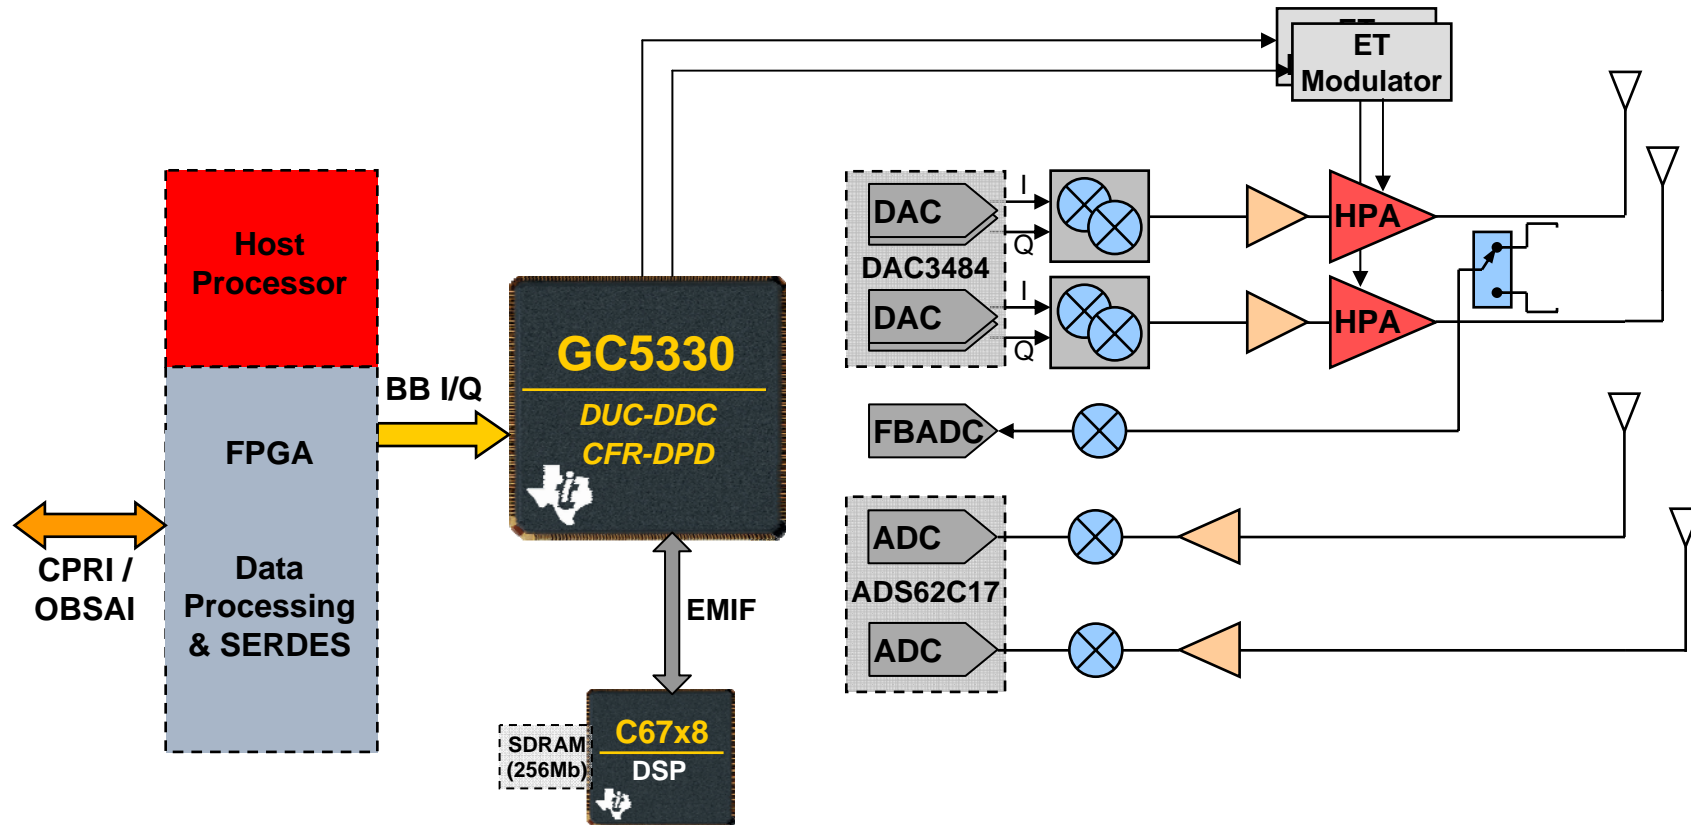 ET
Modulator
Host
Processor
FPGA
Data
Processing
& SERDES
CPRI /
OBSAI
BB I/Q
GC5330
DUC-DDC
CFR-DPD
EMIF
SDRAM
(256Mb)
C67x8
DSP
DAC
I
Q
DAC3484
DAC
I
Q
HPA
HPA
FBADC
ADC
ADS62C17
ADC